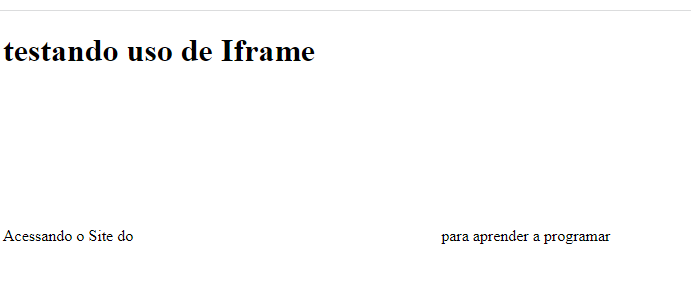 testando uso de Iframe
Acessando o Site do para aprender a programar